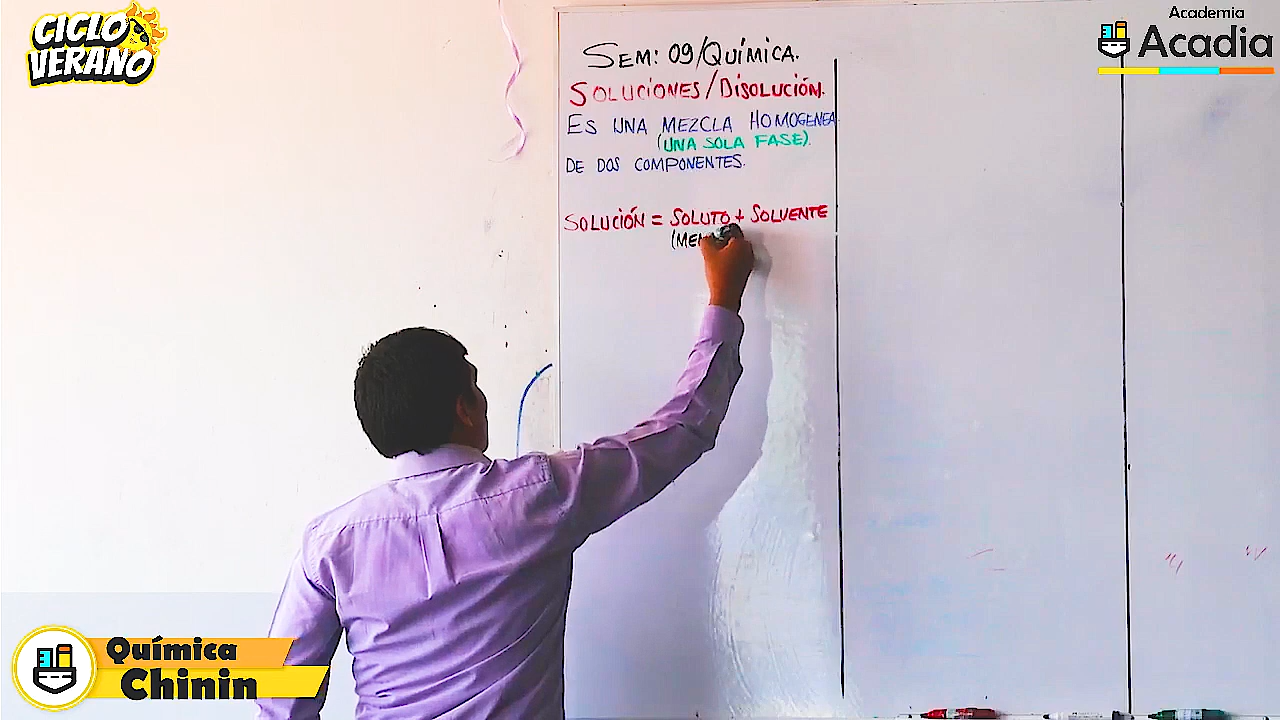 CICLO
VERANO
Academia
Acadia
SEM: 09/QUÍMICA.
SOLUCIONES/DISOLUCIÓN.
ES UNA MEZCLA HOMOGENEA
(UNA SOLA FASE).
DE DOS COMPONENTES.
SOLUCIÓN = SOLUTO + SOLVENTE
Química
Chinin